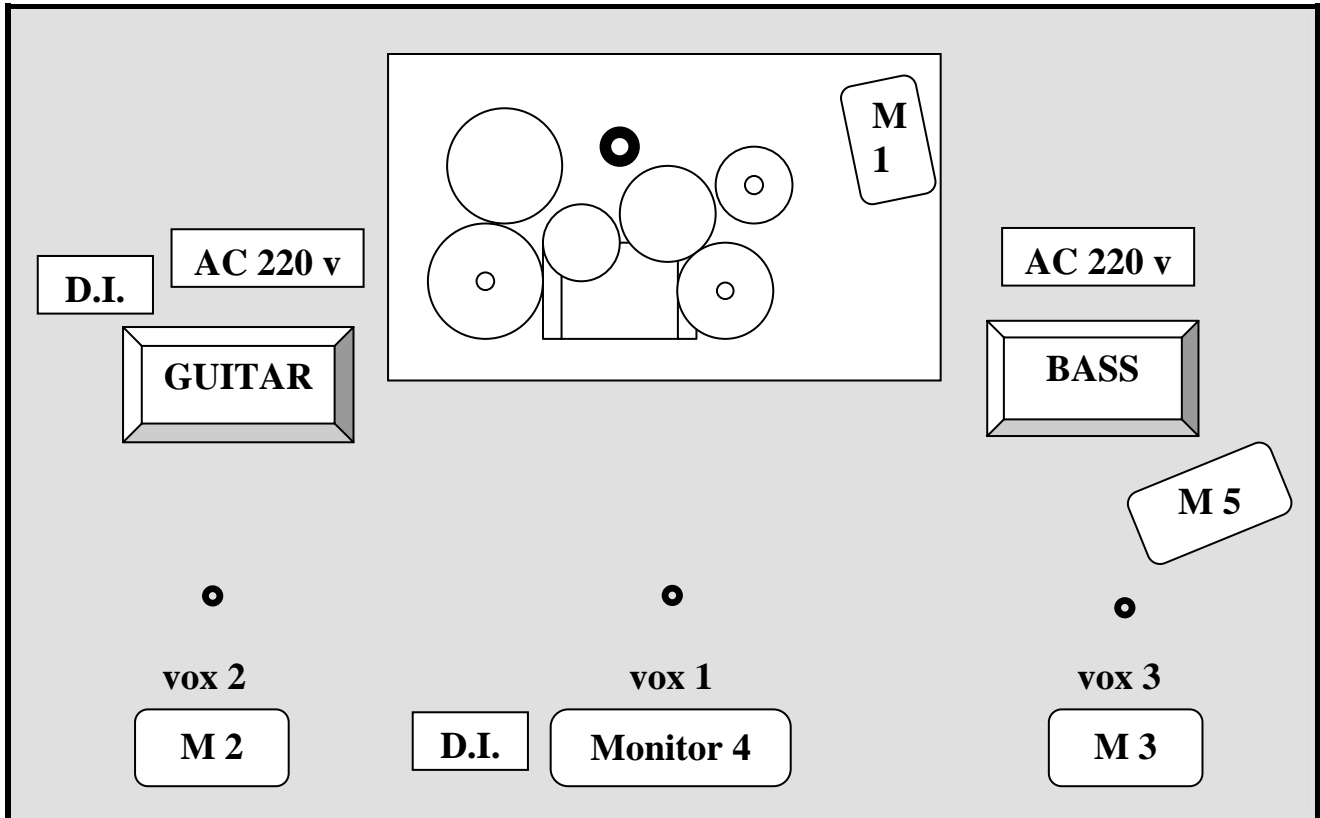 M
1
AC 220 v
AC 220 v
D.I.
GUITAR
BASS
M 5
vox 2
vox 1
vox 3
M 2
D.I.
Monitor 4
M 3